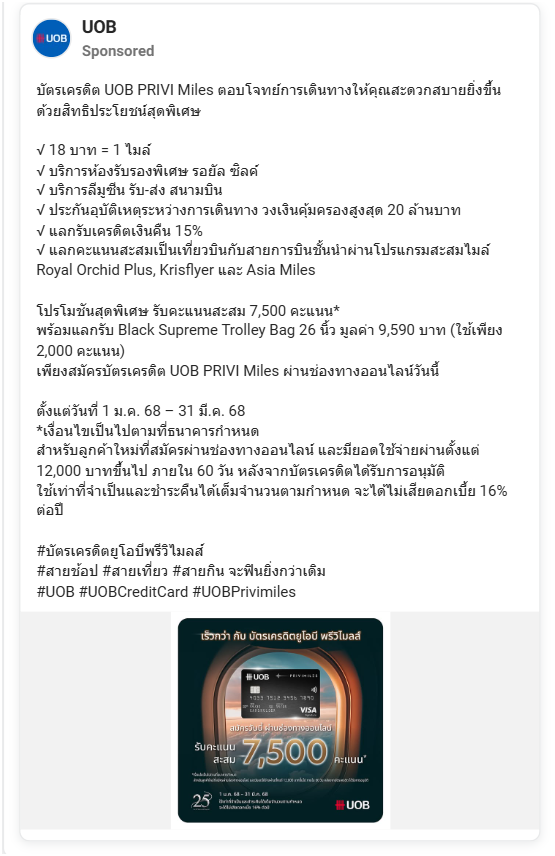 UOB
UOB
Sponsored
บัตรเครดิต UOB PRIVI Miles ตอบโจทย์การเดินทางให้คุณสะดวกสบายยิ่งขึ้น
ด้วยสิทธิประโยชน์สุดพิเศษ
√ 18 บาท = 1 ไมล์
√ บริการห้องรับรองพิเศษ รอยัล ซิลค์
√ บริการลีมูซีน รับ-ส่ง สนามบิน
√ ประกันอุบัติเหตุระหว่างการเดินทาง วงเงินคุ้มครองสูงสุด 20 ล้านบาท
√ แลกรับเครดิตเงินคืน 15%
√ แลกคะแนนสะสมเป็นเที่ยวบินกับสายการบินชั้นนำผ่านโปรแกรมสะสมไมล์
Royal Orchid Plus, Krisflyer และ Asia Miles
โปรโมชันสุดพิเศษ รับคะแนนสะสม 7,500 คะแนน*
พร้อมแลกรับ Black Supreme Trolley Bag 26 นิ้ว มูลค่า 9,590 บาท (ใช้เพียง
2,000 คะแนน)
เพียงสมัครบัตรเครดิต UOB PRIVI Miles ผ่านช่องทางออนไลน์วันนี้
ตั้งแต่วันที่ 1 ม.ค. 68 – 31 มี.ค. 68
*เงื่อนไขเป็นไปตามที่ธนาคารกำหนด
สำหรับลูกค้าใหม่ที่สมัครผ่านช่องทางออนไลน์ และมียอดใช้จ่ายผ่านตั้งแต่
12,000 บาทขึ้นไป ภายใน 60 วัน หลังจากบัตรเครดิตได้รับการอนุมัติ
ใช้เท่าที่จำเป็นและชำระคืนได้เต็มจำนวนตามกำหนด จะได้ไม่เสียดอกเบี้ย 16%
ต่อปี
#บัตรเครดิตยูโอบีพรีวิไมลส์
#สายช้อป #สายเที่ยว #สายกิน จะฟินยิ่งกว่าเดิม
#UOB #UOBCreditCard #UOBPrivimiles
เร็วกว่า กับ บัตรเครดิตยูโอบี พรีวิไมลส์
UOB PRIVI MILES
VISA
สมัครวันนี้ ผ่านช่องทางออนไลน์
รับคะแนน
สะสม 7,500 คะแนน*
25
1 ม.ค. 68 – 31 มี.ค. 68
UOB